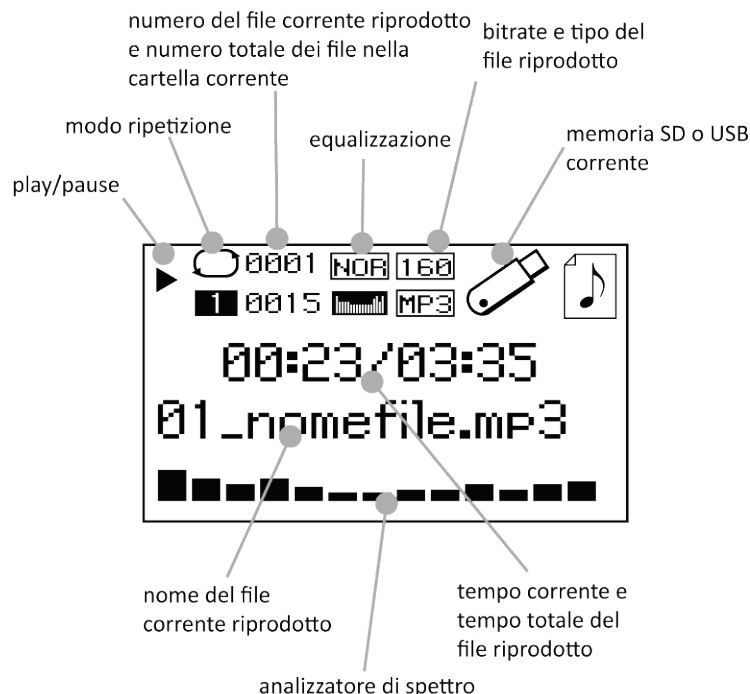 numero del file corrente riprodotto
e numero totale dei file nella
cartella corrente
bitrate e tipo del
file riprodotto
modo ripetizione
equalizzazione
memoria SD o USB
corrente
play/pause
0001 NOR 160
1 0015 MP3
00:23/03:35
01_nomefile.mp3
nome del file
corrente riprodotto
tempo corrente e
tempo totale del
file riprodotto
analizzatore di spettro